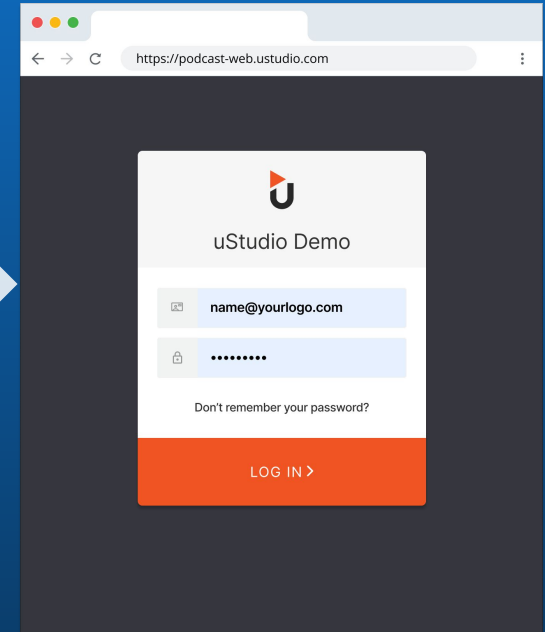 https://podcast-web.ustudio.com
uStudio Demo
name@yourlogo.com
•••••••••
Don't remember your password?
LOG IN